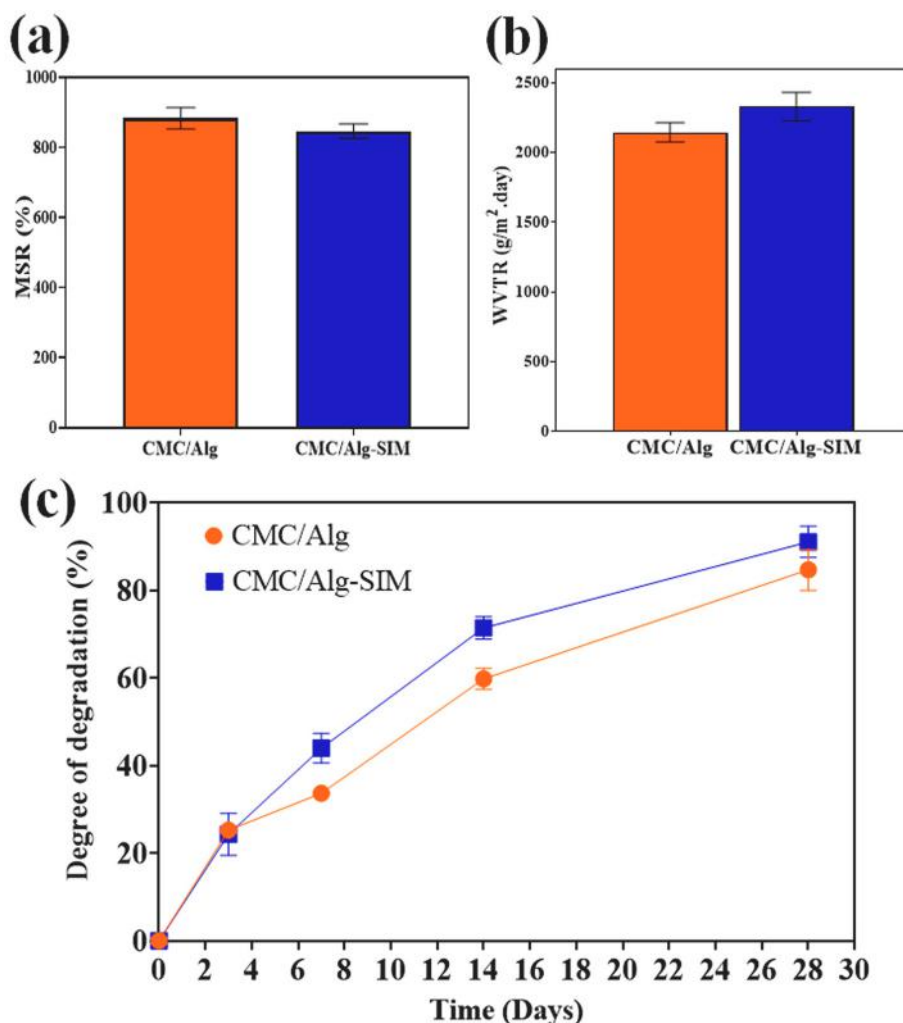 (a)
MSR (%)
1000
800
600
400
200
0
CMC/Alg
CMC/Alg-SIM
(b)
WVTR (g/m².day)
2500
2000
2500
1000
2500
0
CMC/Alg
CMC/Alg-SIM
(c)
Degree of degradation (%)
100
80
60
40
20
0
CMC/Alg
CMC/Alg-SIM
0 2 4 6 8 10 12 14 16 18 20 22 24 26 28 30
Time (Days)